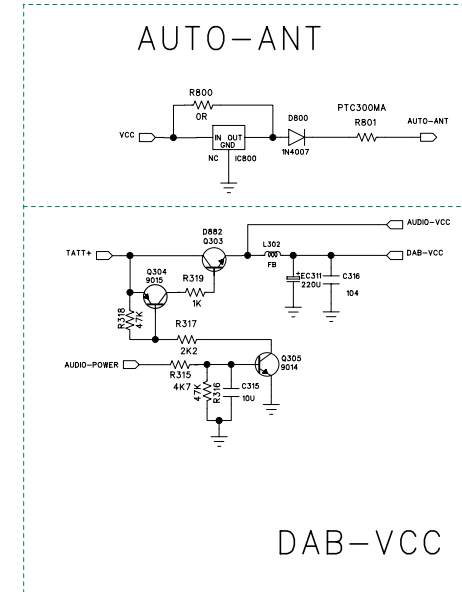 AUTO-ANT
R800
0R
D800
PTC300MA
R801
AUTO-ANT
VCC
IN OUT
GND
NC IC800
1N4007
AUDIO-VCC
D882
Q303
L302
FB
DAB-VCC
TATT+
Q304
9015
R319
1K
+
EC311
220U
C316
104
R318
47K
R317
2K2
AUDIO-POWER
R315
4K7
47K
R316
C315
10U
Q305
9014
DAB-VCC